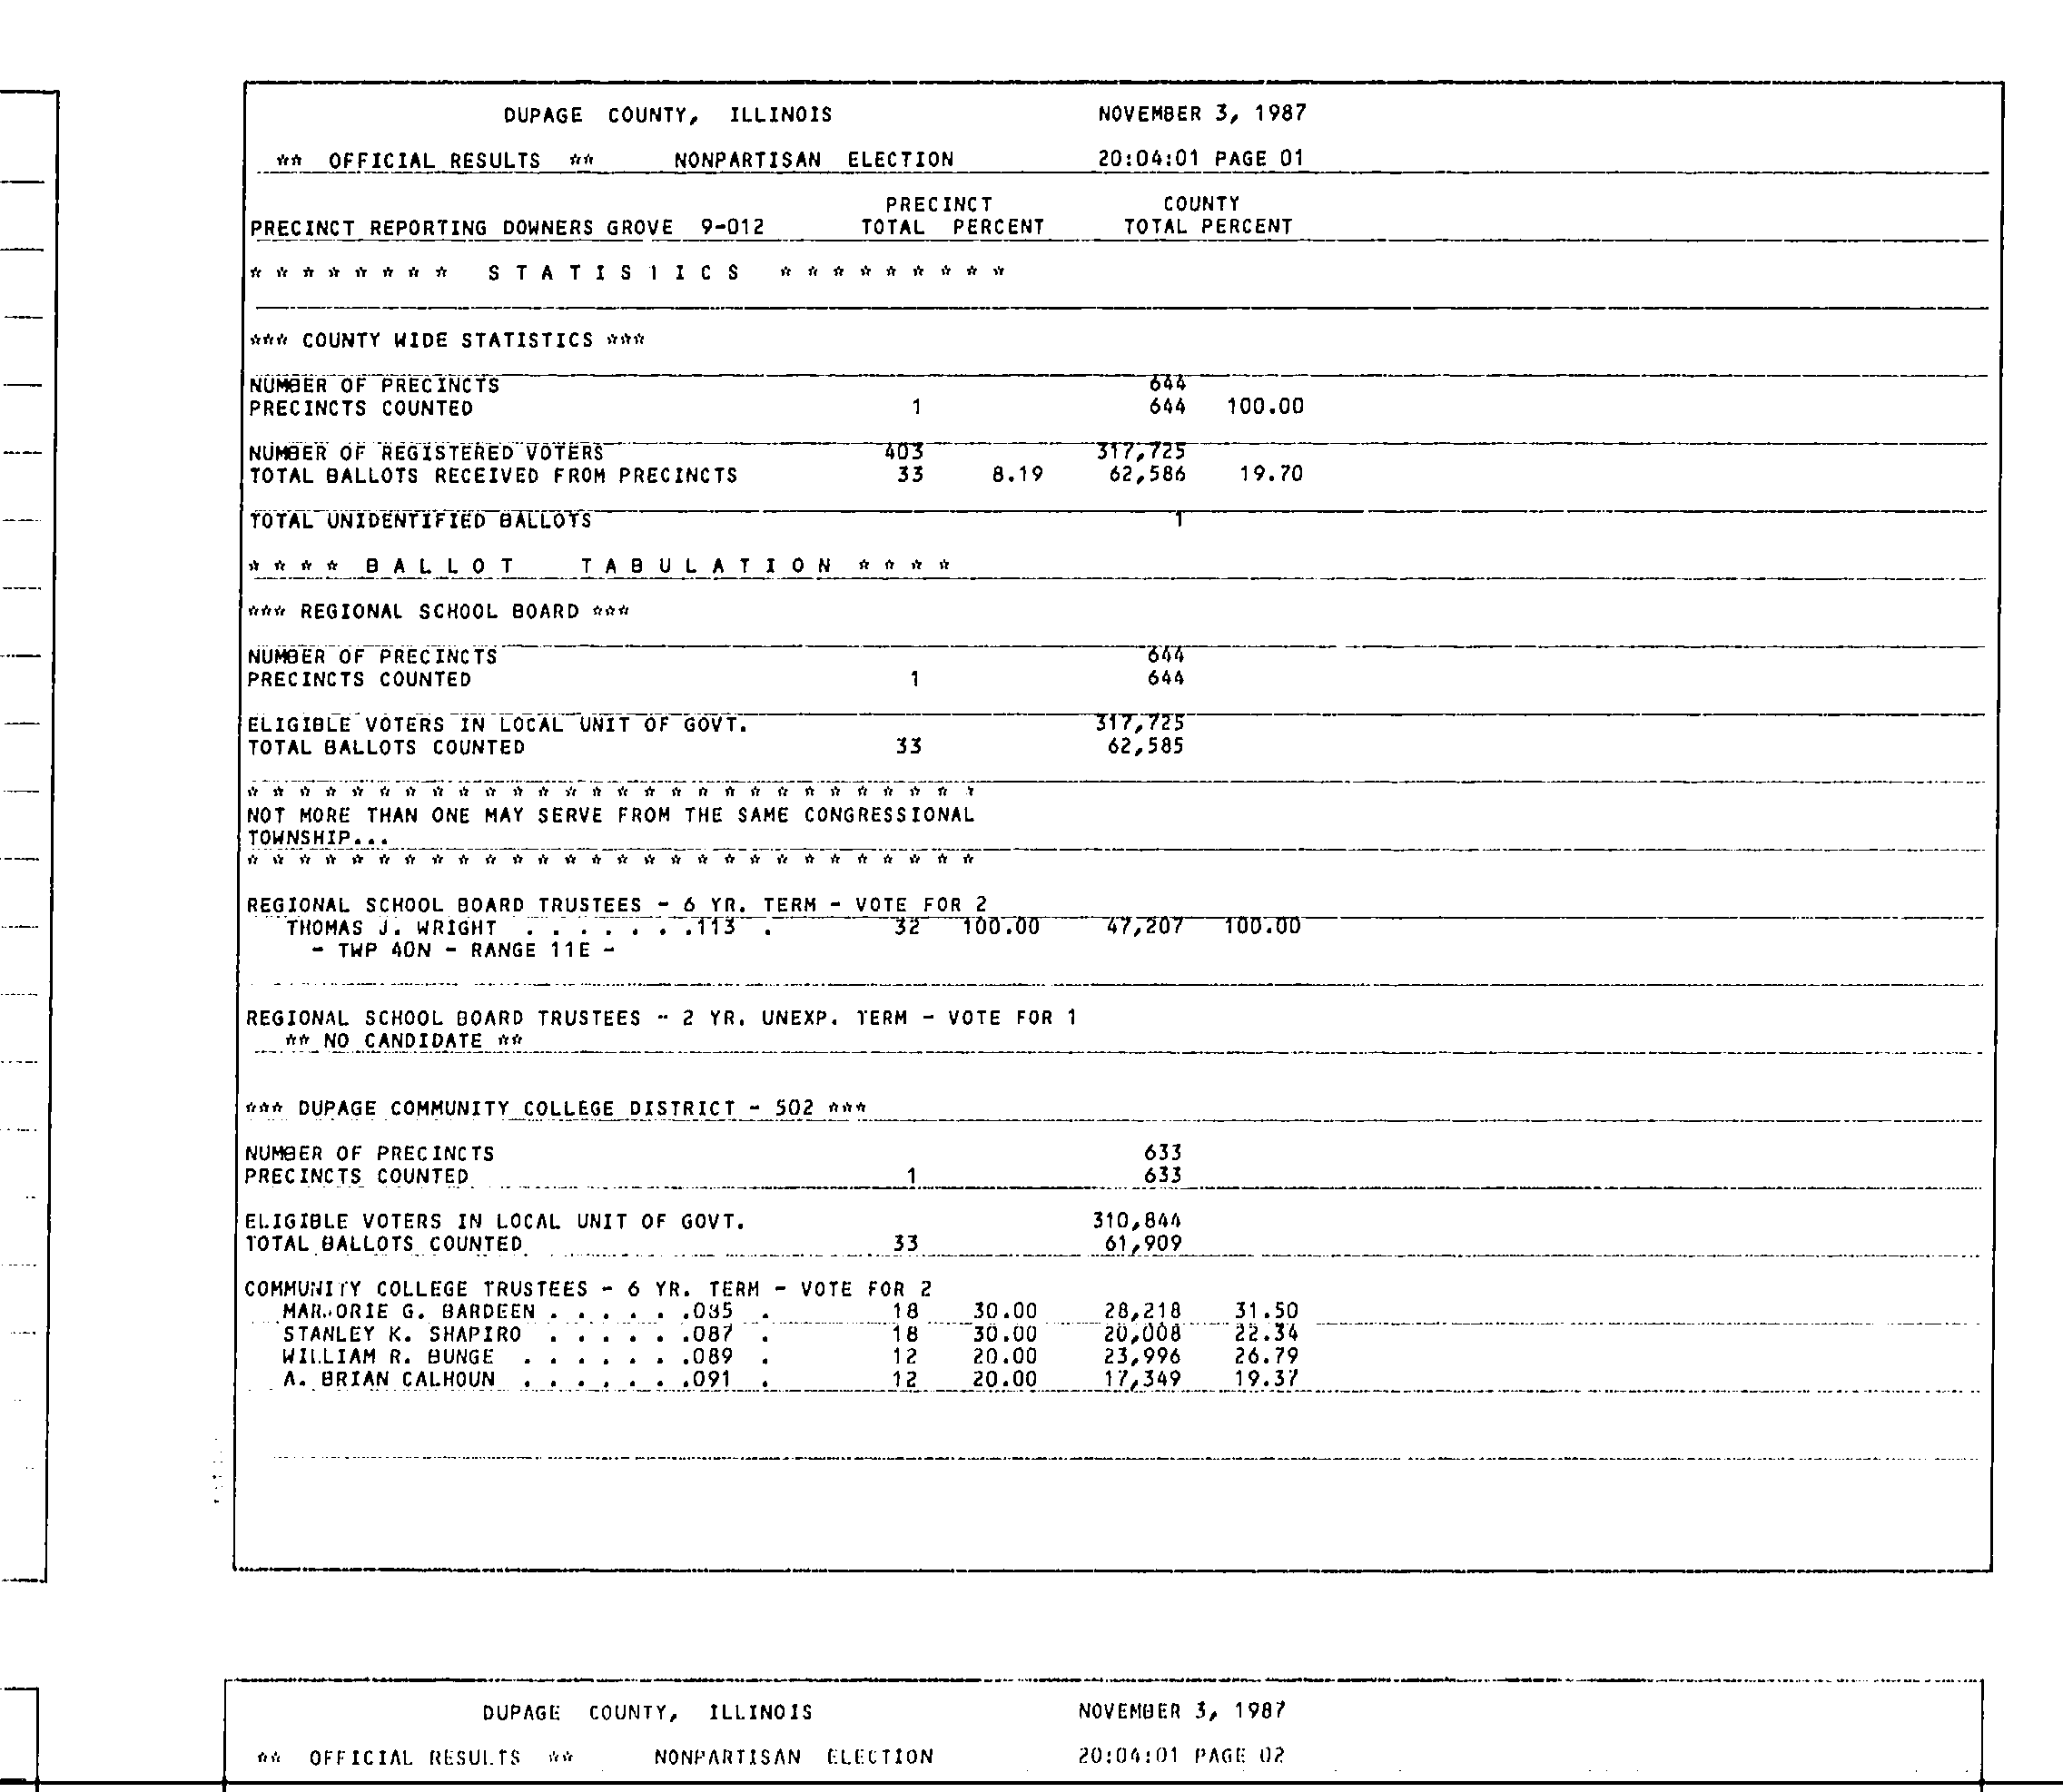 DUPAGE COUNTY, ILLINOIS NOVEMBER 3, 1987
** OFFICIAL RESULTS ** NONPARTISAN ELECTION 20:04:01 PAGE 01
PRECINCT COUNTY
PRECINCT REPORTING DOWNERS GROVE 9-012 TOTAL PERCENT TOTAL PERCENT
* * * * * * * * S T A T I S T I C S * * * * * * * * *
*** COUNTY WIDE STATISTICS ***
NUMBER OF PRECINCTS 644
PRECINCTS COUNTED 1 644 100.00
NUMBER OF REGISTERED VOTERS 403 317,725
TOTAL BALLOTS RECEIVED FROM PRECINCTS 33 8.19 62,586 19.70
TOTAL UNIDENTIFIED BALLOTS 1
* * * * B A L L O T T A B U L A T I O N * * * *
*** REGIONAL SCHOOL BOARD ***
NUMBER OF PRECINCTS 644
PRECINCTS COUNTED 1 644
ELIGIBLE VOTERS IN LOCAL UNIT OF GOVT. 317,725
TOTAL BALLOTS COUNTED 33 62,585
* * * * * * * * * * * * * * * * * * * * * * * * * * * *
NOT MORE THAN ONE MAY SERVE FROM THE SAME CONGRESSIONAL
TOWNSHIP...
* * * * * * * * * * * * * * * * * * * * * * * * * * * *
REGIONAL SCHOOL BOARD TRUSTEES - 6 YR. TERM - VOTE FOR 2
THOMAS J. WRIGHT . . . . . . .113 . 32 100.00 47,207 100.00
- TWP 40N - RANGE 11E -
REGIONAL SCHOOL BOARD TRUSTEES - 2 YR. UNEXP. TERM - VOTE FOR 1
** NO CANDIDATE **
*** DUPAGE COMMUNITY COLLEGE DISTRICT - 502 ***
NUMBER OF PRECINCTS 633
PRECINCTS COUNTED 1 633
ELIGIBLE VOTERS IN LOCAL UNIT OF GOVT. 310,844
TOTAL BALLOTS COUNTED 33 61,909
COMMUNITY COLLEGE TRUSTEES - 6 YR. TERM - VOTE FOR 2
MARJORIE G. BARDEEN . . . . . .085 . 18 30.00 28,218 31.50
STANLEY K. SHAPIRO . . . . . .087 . 18 30.00 20,008 22.34
WILLIAM R. BUNGE . . . . . . .089 . 12 20.00 23,996 26.79
A. BRIAN CALHOUN . . . . . . .091 . 12 20.00 17,349 19.37
DUPAGE COUNTY, ILLINOIS NOVEMBER 3, 1987
** OFFICIAL RESULTS ** NONPARTISAN ELECTION 20:04:01 PAGE 02